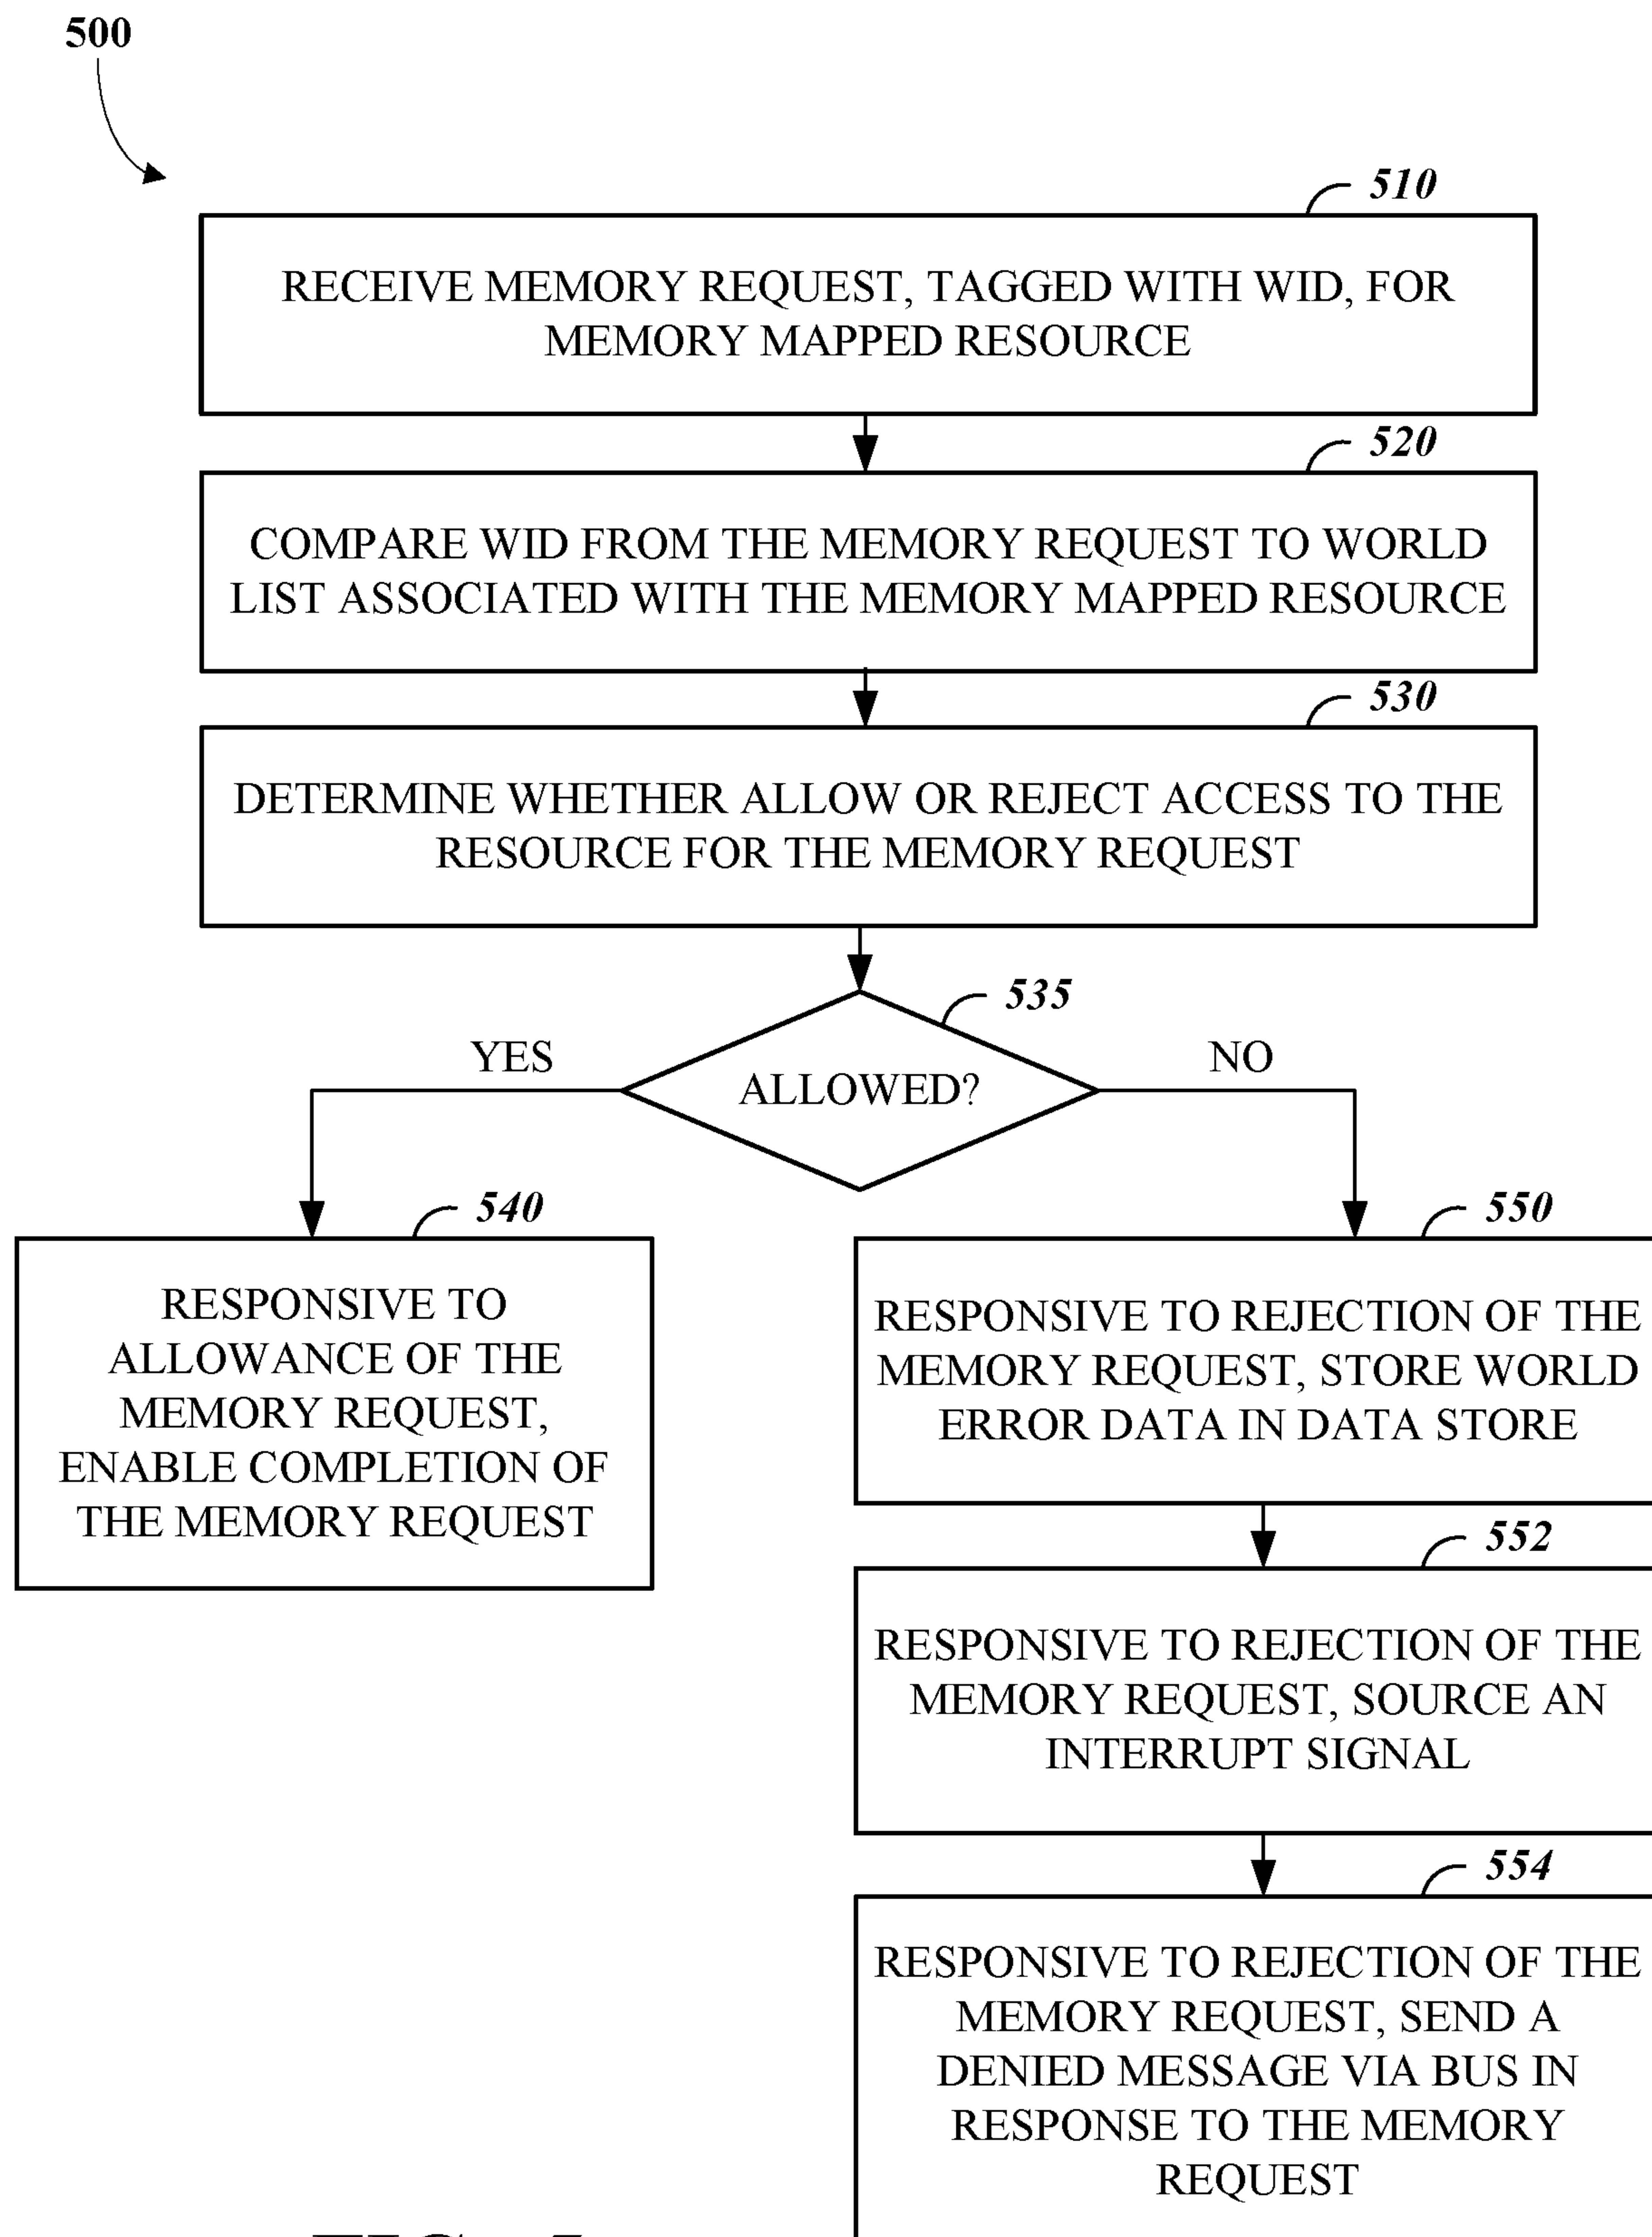 500
510
RECEIVE MEMORY REQUEST, TAGGED WITH WID, FOR
MEMORY MAPPED RESOURCE
520
COMPARE WID FROM THE MEMORY REQUEST TO WORLD
LIST ASSOCIATED WITH THE MEMORY MAPPED RESOURCE
530
DETERMINE WHETHER ALLOW OR REJECT ACCESS TO THE
RESOURCE FOR THE MEMORY REQUEST
535
YES
ALLOWED?
NO
540
RESPONSIVE TO
ALLOWANCE OF THE
MEMORY REQUEST,
ENABLE COMPLETION OF
THE MEMORY REQUEST
550
RESPONSIVE TO REJECTION OF THE
MEMORY REQUEST, STORE WORLD
ERROR DATA IN DATA STORE
552
RESPONSIVE TO REJECTION OF THE
MEMORY REQUEST, SOURCE AN
INTERRUPT SIGNAL
554
RESPONSIVE TO REJECTION OF THE
MEMORY REQUEST, SEND A
DENIED MESSAGE VIA BUS IN
RESPONSE TO THE MEMORY
REQUEST